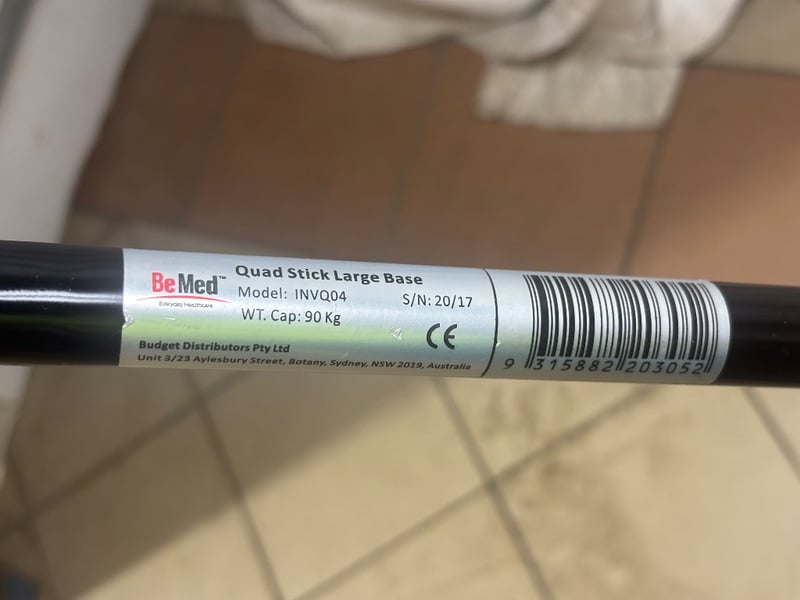 BeMed™
Everyday Healthcare
Quad Stick Large Base
Model: INVQ04 S/N: 20/17
WT. Cap: 90 Kg
CE
Budget Distributors Pty Ltd
Unit 3/23 Aylesbury Street, Botany, Sydney, NSW 2019, Australia
9 315882 203052